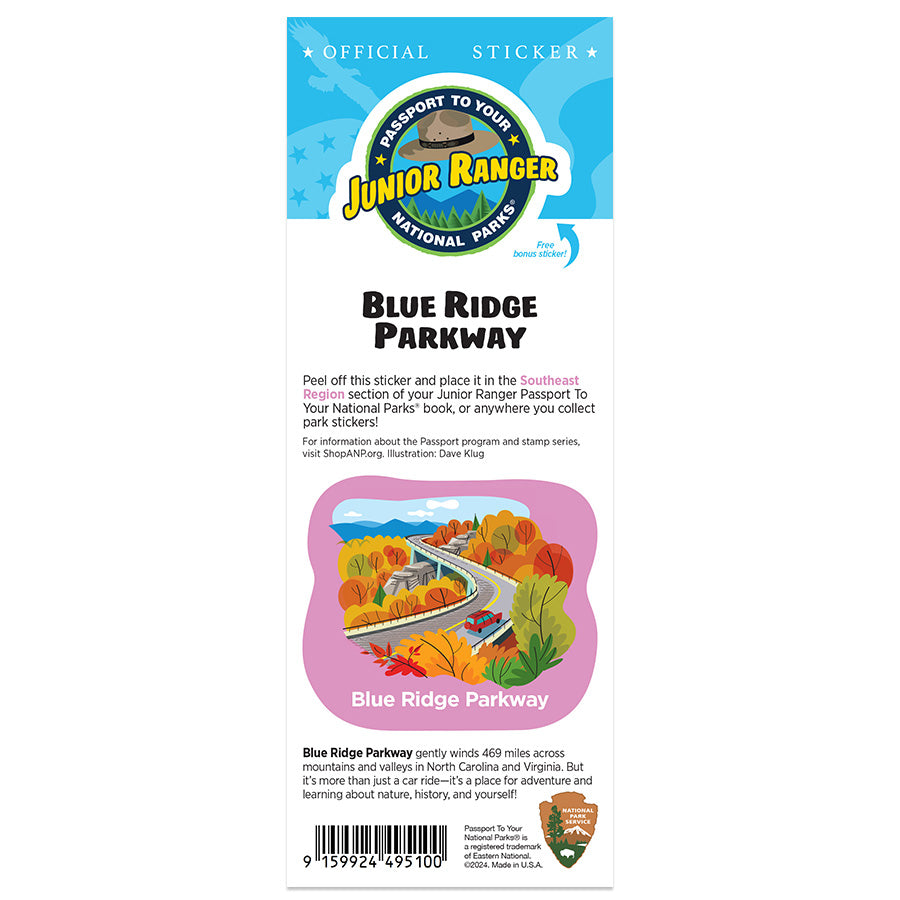 ★ OFFICIAL STICKER ★
PASSPORT TO YOUR
JUNIOR RANGER
NATIONAL PARKS®
Free
bonus sticker!
BLUE RIDGE
PARKWAY
Peel off this sticker and place it in the Southeast
Region section of your Junior Ranger Passport To
Your National Parks® book, or anywhere you collect
park stickers!
For information about the Passport program and stamp series,
visit ShopANP.org. Illustration: Dave Klug
Blue Ridge Parkway
Blue Ridge Parkway gently winds 469 miles across
mountains and valleys in North Carolina and Virginia. But
it's more than just a car ride—it's a place for adventure and
learning about nature, history, and yourself!
9 159924 495100
Passport To Your
National Parks® is
a registered trademark
of Eastern National.
©2024. Made in U.S.A.
NATIONAL
PARK
SERVICE